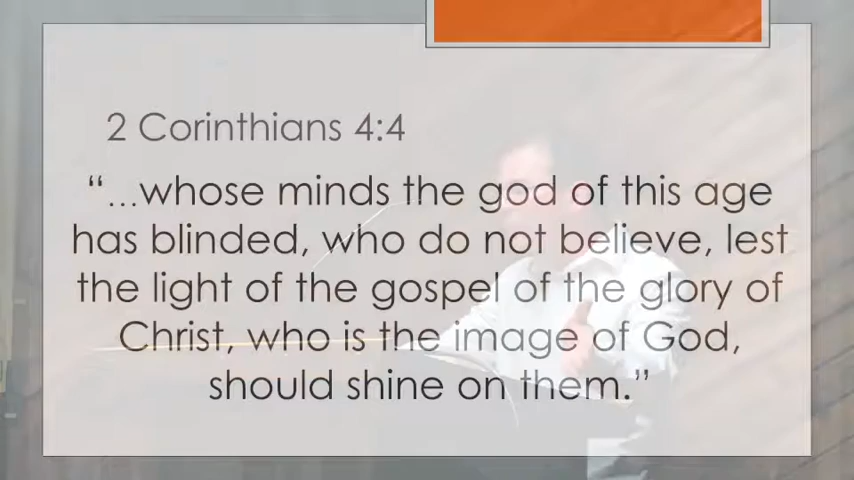 2 Corinthians 4:4
“...whose minds the god of this age
has blinded, who do not believe, lest
the light of the gospel of the glory of
Christ, who is the image of God,
should shine on them.”